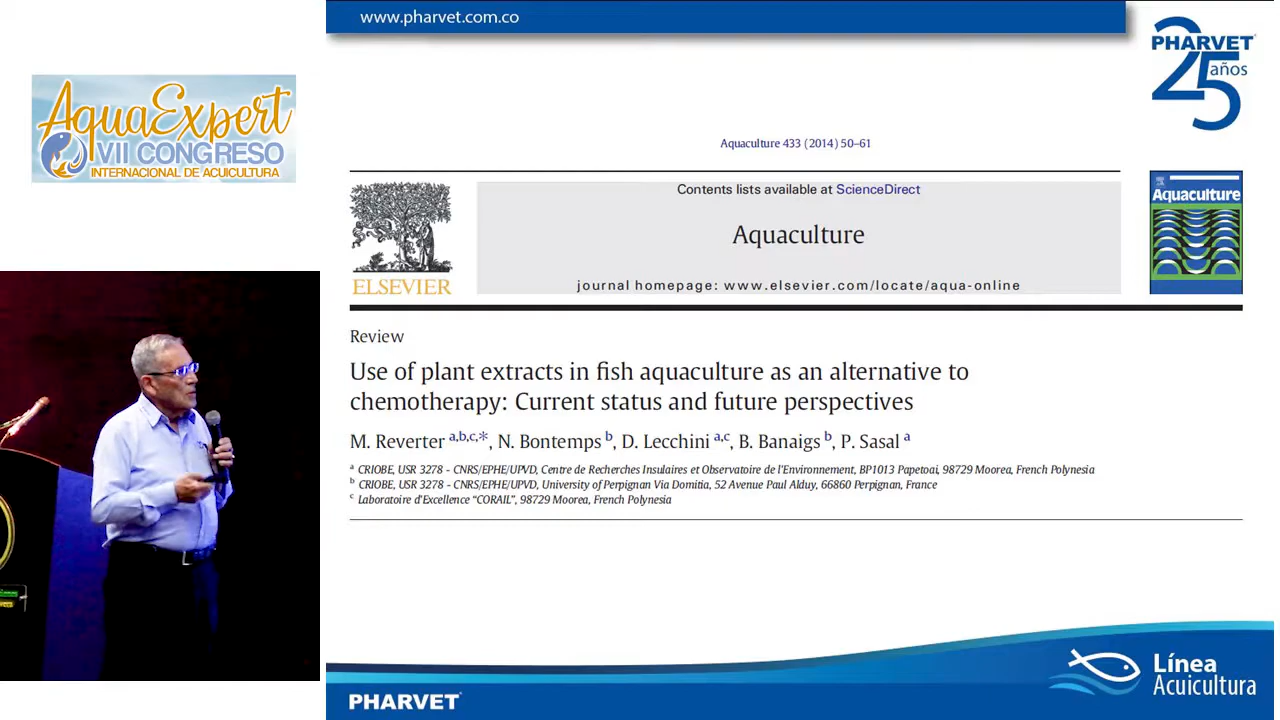 www.pharvet.com.co
PHARVET
25 años
AquaExpert
VII CONGRESO
INTERNACIONAL DE ACUICULTURA
Aquaculture 433 (2014) 50–61
Contents lists available at ScienceDirect
Aquaculture
journal homepage: www.elsevier.com/locate/aqua-online
ELSEVIER
Aquaculture
Review
Use of plant extracts in fish aquaculture as an alternative to
chemotherapy: Current status and future perspectives
M. Reverter a,b,c,*, N. Bontemps b, D. Lecchini a,c, B. Banaigs b, P. Sasal a
a CRIOBE, USR 3278 - CNRS/EPHE/UPVD, Centre de Recherches Insulaires et Observatoire de l'Environnement, BP1013 Papetoai, 98729 Moorea, French Polynesia
b CRIOBE, USR 3278 - CNRS/EPHE/UPVD, University of Perpignan Via Domitia, 52 Avenue Paul Alduy, 66860 Perpignan, France
c Laboratoire d'Excellence "CORAIL", 98729 Moorea, French Polynesia
PHARVET
Línea
Acuicultura